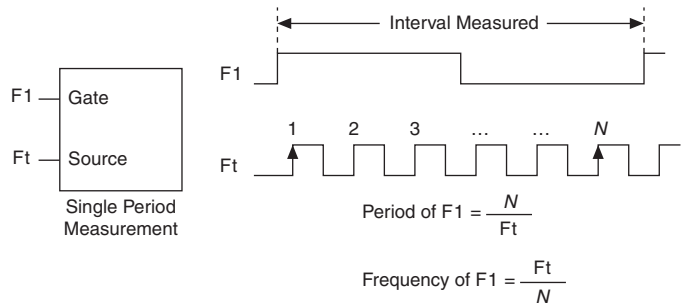 Interval Measured
F1
F1
Gate
1 2 3 … … N
Ft
Source
Ft
Single Period
Measurement
Period of F1 = N
Ft
Frequency of F1 = Ft
N